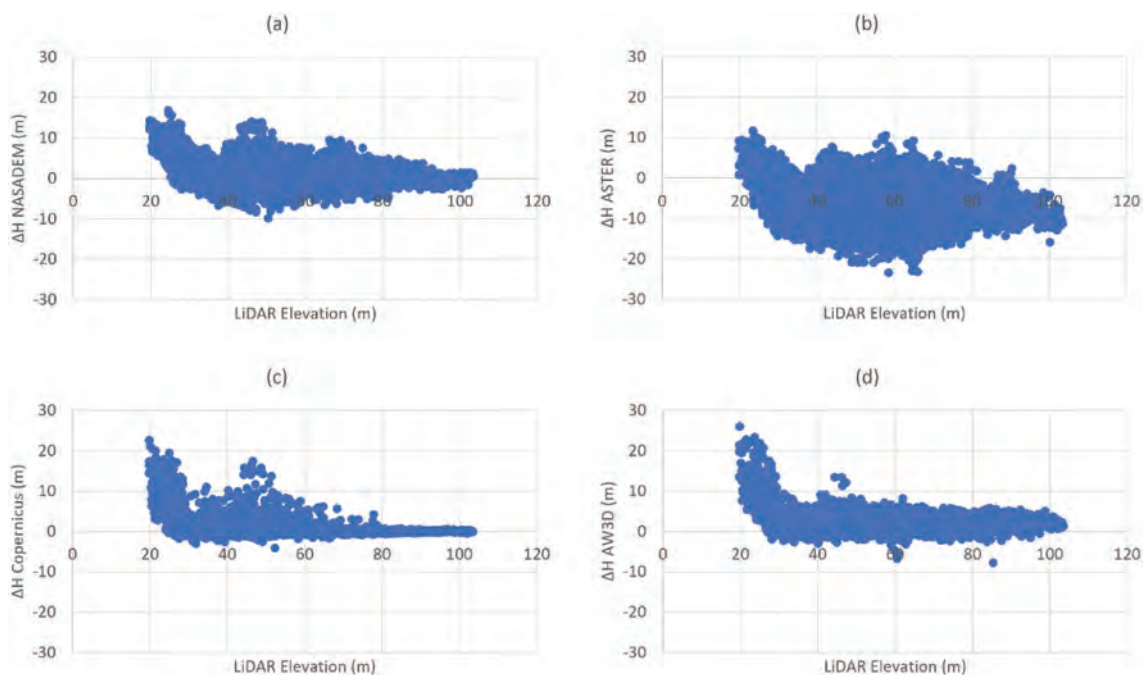 (a)
30
20
10
0
-10
-20
-30
0 20 40 60 80 100 120
ΔH NASADEM (m)
LiDAR Elevation (m)
(b)
30
20
10
0
-10
-20
-30
0 20 40 60 80 100 120
ΔH ASTER (m)
LiDAR Elevation (m)
(c)
30
20
10
0
-10
-20
-30
0 20 40 60 80 100 120
ΔH Copernicus (m)
LiDAR Elevation (m)
(d)
30
20
10
0
-10
-20
-30
0 20 40 60 80 100 120
ΔH AW3D (m)
LiDAR Elevation (m)